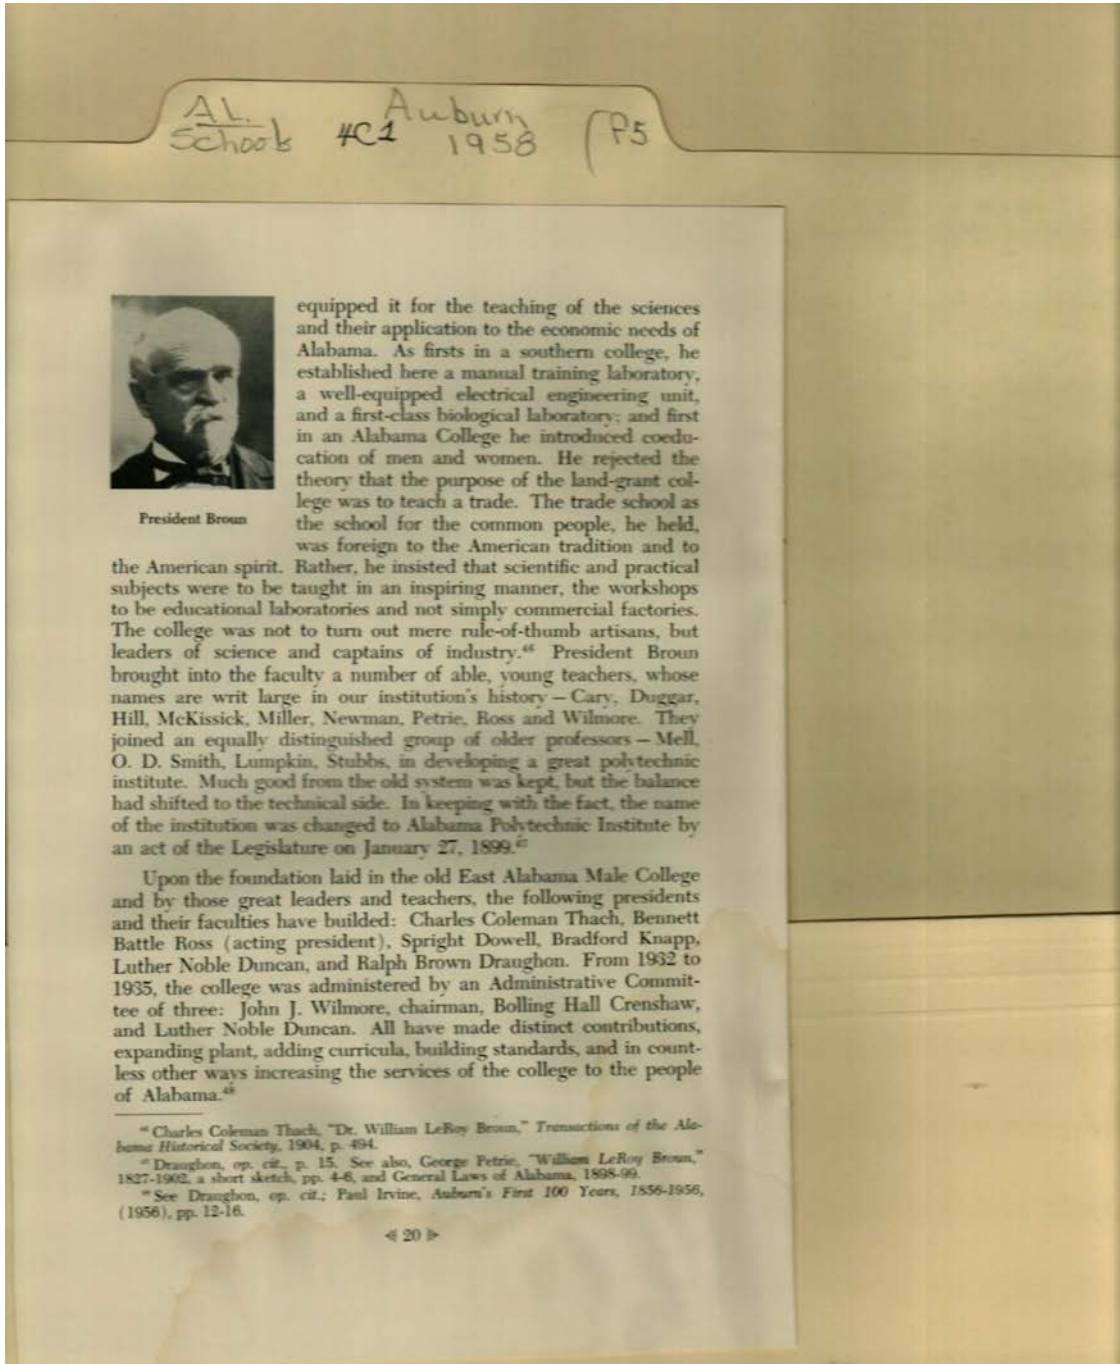 AL. Auburn
Schools 4C1 1958 (P5
equipped it for the teaching of the sciences
and their application to the economic needs of
Alabama. As firsts in a southern college, he
established here a manual training laboratory,
a well-equipped electrical engineering unit,
and a first-class biological laboratory; and first
in an Alabama College he introduced coedu-
cation of men and women. He rejected the
theory that the purpose of the land-grant col-
lege was to teach a trade. The trade school as
the school for the common people, he held,
was foreign to the American tradition and to
President Broun
the American spirit. Rather, he insisted that scientific and practical
subjects were to be taught in an inspiring manner, the workshops
to be educational laboratories and not simply commercial factories.
The college was not to turn out mere rule-of-thumb artisans, but
leaders of science and captains of industry.⁴⁶ President Broun
brought into the faculty a number of able, young teachers, whose
names are writ large in our institution's history — Cary, Duggar,
Hill, McKissick, Miller, Newman, Petrie, Ross and Wilmore. They
joined an equally distinguished group of older professors — Mell,
O. D. Smith, Lumpkin, Stubbs, in developing a great polytechnic
institute. Much good from the old system was kept, but the balance
had shifted to the technical side. In keeping with the fact, the name
of the institution was changed to Alabama Polytechnic Institute by
an act of the Legislature on January 27, 1899.⁴⁷
Upon the foundation laid in the old East Alabama Male College
and by those great leaders and teachers, the following presidents
and their faculties have builded: Charles Coleman Thach, Bennett
Battle Ross (acting president), Spright Dowell, Bradford Knapp,
Luther Noble Duncan, and Ralph Brown Draughon. From 1932 to
1935, the college was administered by an Administrative Commit-
tee of three: John J. Wilmore, chairman, Bolling Hall Crenshaw,
and Luther Noble Duncan. All have made distinct contributions,
expanding plant, adding curricula, building standards, and in count-
less other ways increasing the services of the college to the people
of Alabama.⁴⁸
⁴⁶ Charles Coleman Thach, "Dr. William LeRoy Broun," Transactions of the Ala-
bama Historical Society, 1904, p. 494.
⁴⁷ Draughon, op. cit., p. 15. See also, George Petrie, "William LeRoy Broun,"
1827-1902, a short sketch, pp. 4-6, and General Laws of Alabama, 1898-99.
⁴⁸ See Draughon, op. cit.; Paul Irvine, Auburn's First 100 Years, 1856-1956,
(1956), pp. 12-16.
20